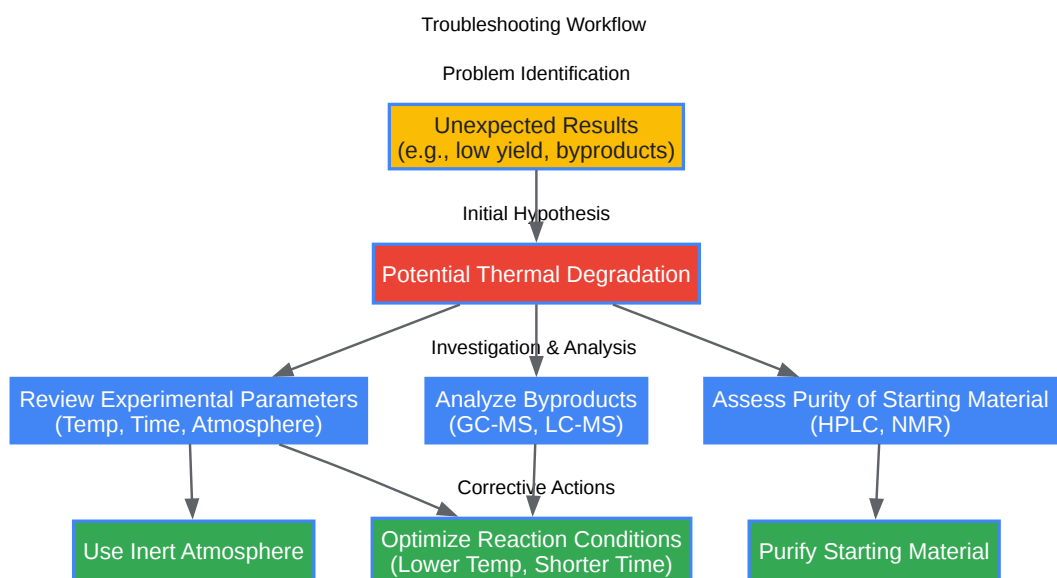 Troubleshooting Workflow
Problem Identification
Unexpected Results
(e.g., low yield, byproducts)
Initial Hypothesis
Potential Thermal Degradation
Investigation & Analysis
Review Experimental Parameters
(Temp, Time, Atmosphere)
Analyze Byproducts
(GC-MS, LC-MS)
Assess Purity of Starting Material
(HPLC, NMR)
Corrective Actions
Use Inert Atmosphere
Optimize Reaction Conditions
(Lower Temp, Shorter Time)
Purify Starting Material